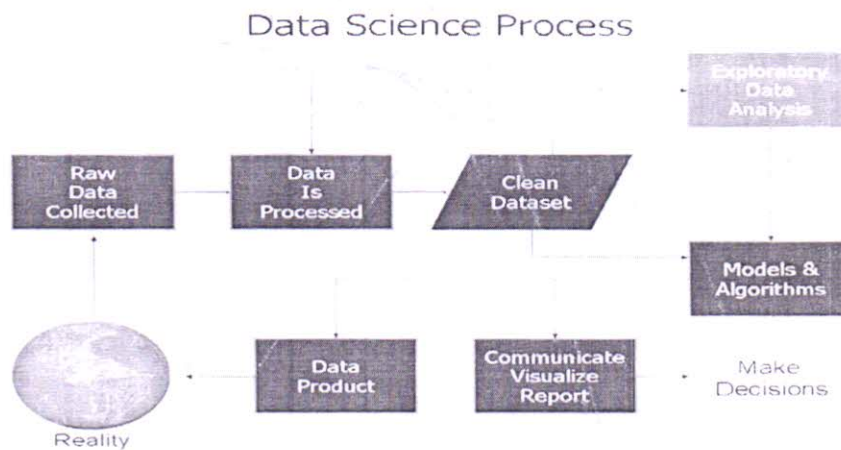 Data Science Process
Exploratory
Data
Analysis
Raw
Data
Collected
Data
Is
Processed
Clean
Dataset
Models &
Algorithms
Data
Product
Communicate
Visualize
Report
Make
Decisions
Reality